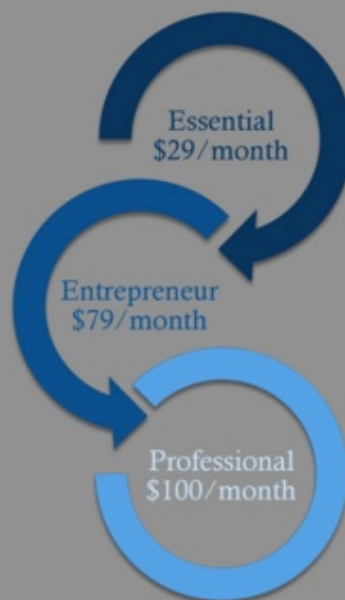 Essential
$29/month
Entrepreneur
$79/month
Professional
$100/month